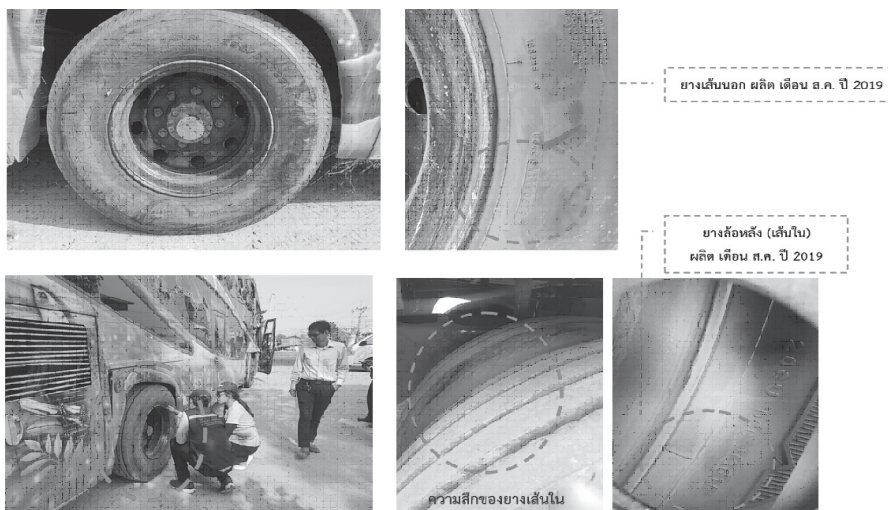 ยางเส้นนอก ผลิต เดือน ส.ค. ปี 2019
ยางล้อหลัง (เส้นใน)
ผลิต เดือน ส.ค. ปี 2019
ความสึกของยางเส้นใน